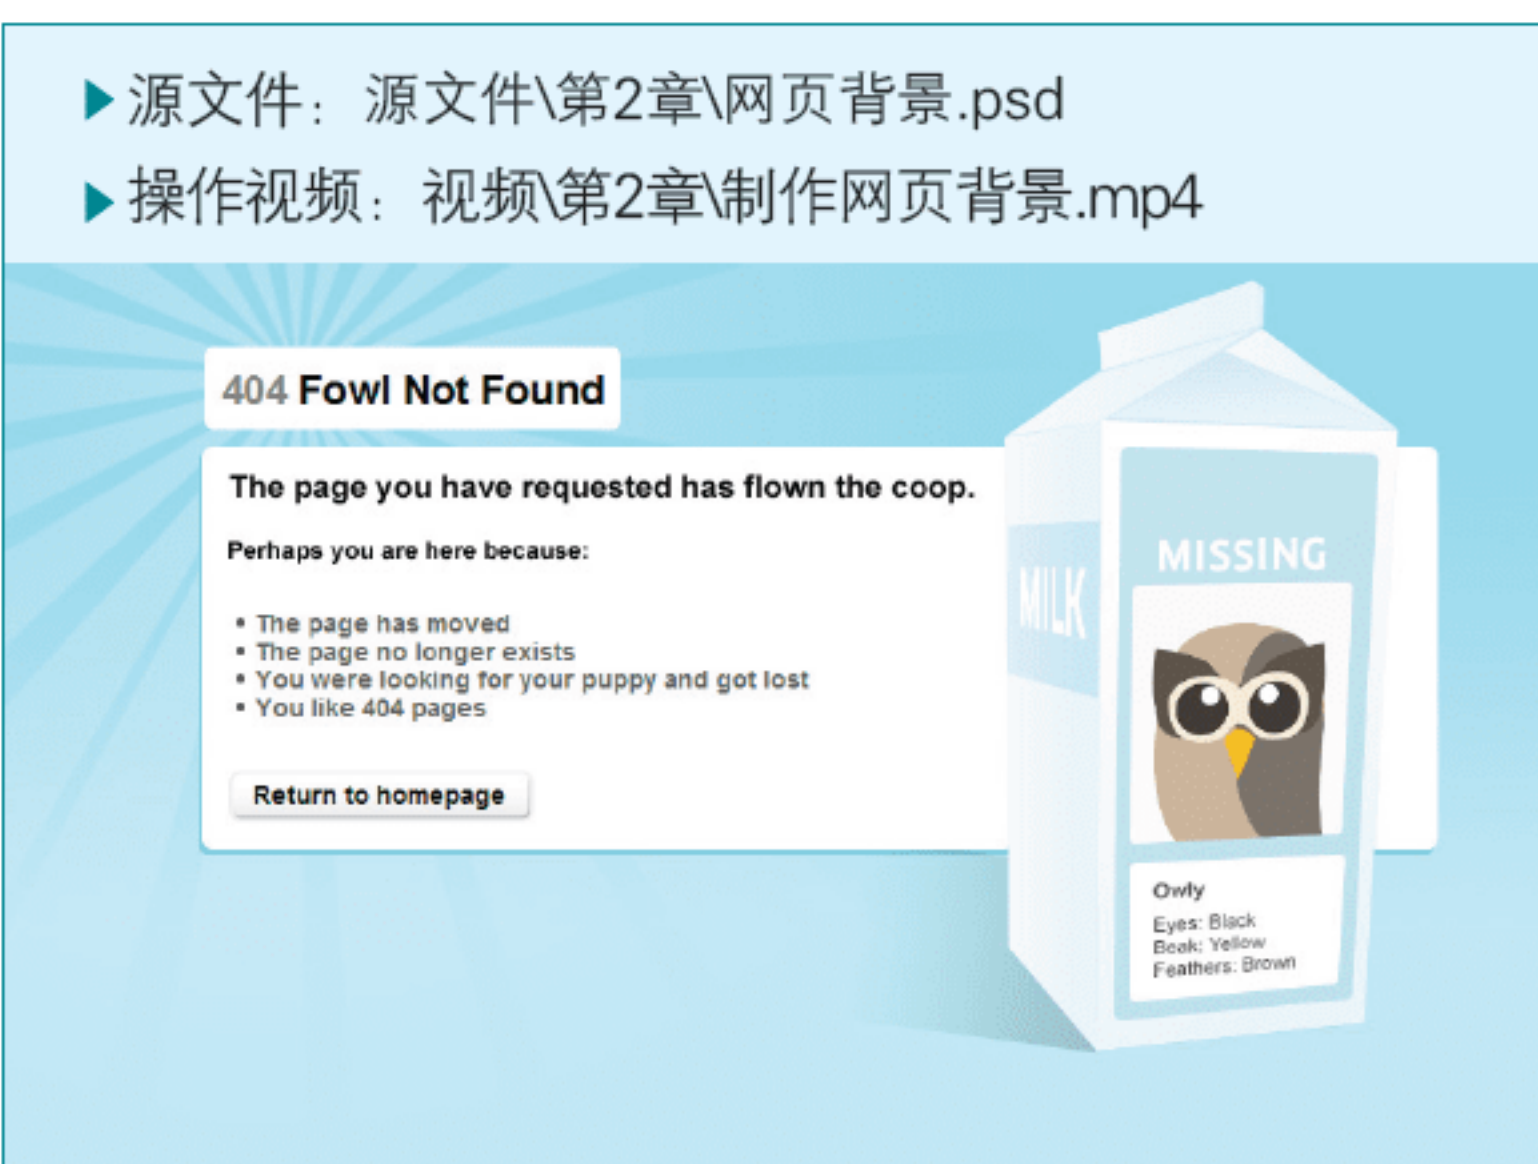 源文件：源文件\第2章\网页背景.psd
操作视频：视频\第2章\制作网页背景.mp4
404 Fowl Not Found
The page you have requested has flown the coop.
Perhaps you are here because:
• The page has moved
• The page no longer exists
• You were looking for your puppy and got lost
• You like 404 pages
Return to homepage
MILK
MISSING
Owly
Eyes: Black
Beak: Yellow
Feathers: Brown